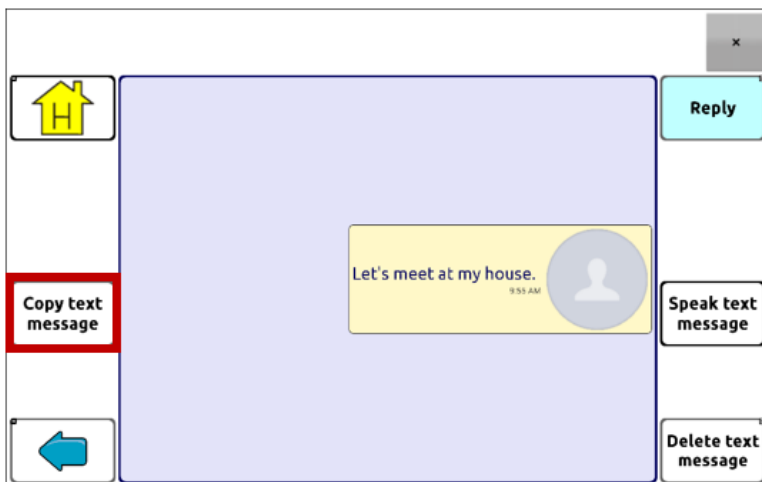 ×
H
Reply
Let's meet at my house.
9:55 AM
Copy text
message
Speak text
message
Delete text
message